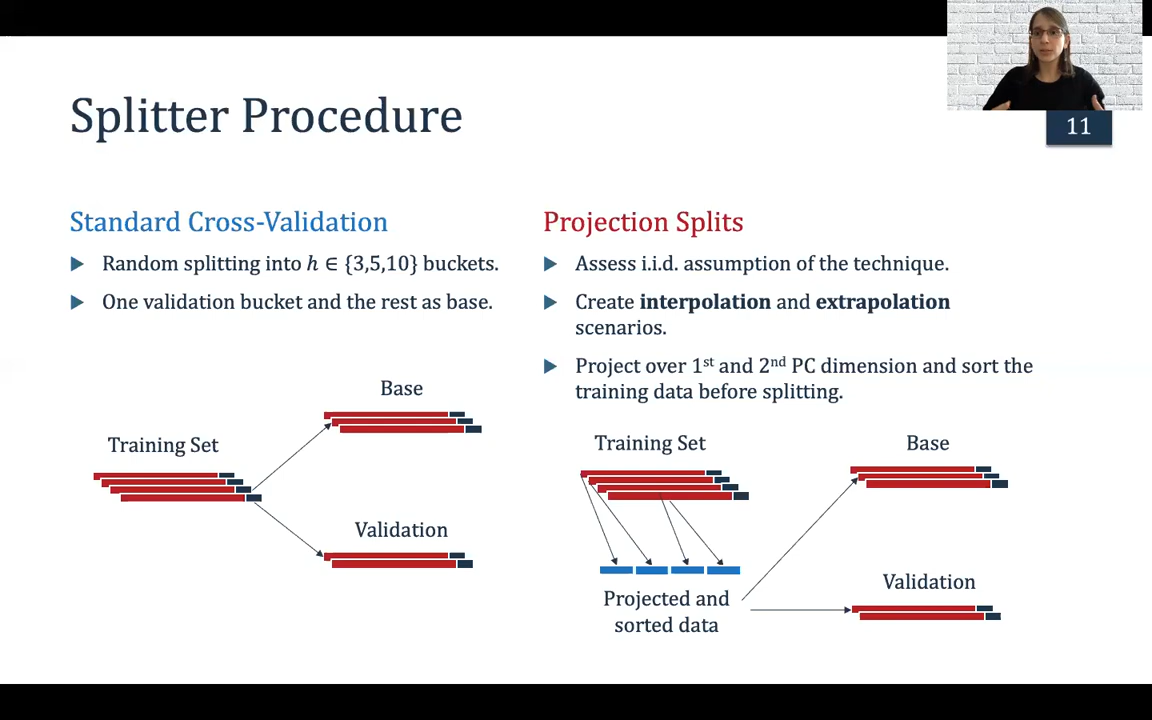 Splitter Procedure
11
Standard Cross-Validation
Random splitting into ℎ ∈ {3,5,10} buckets.
One validation bucket and the rest as base.
Base
Training Set
Validation
Projection Splits
Assess i.i.d. assumption of the technique.
Create interpolation and extrapolation
scenarios.
Project over 1st and 2nd PC dimension and sort the
training data before splitting.
Training Set
Base
Projected and
sorted data
Validation